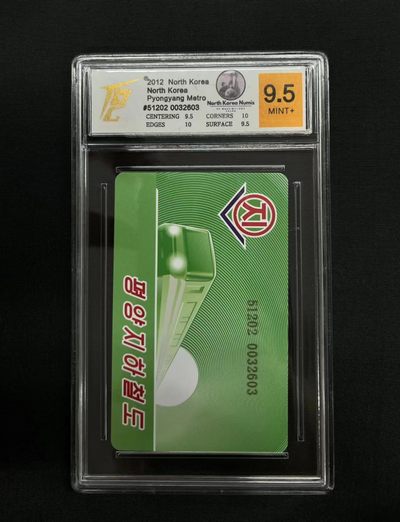 2012 North Korea
North Korea
Pyongyang Metro
#51202 0032603
CENTERING 9.5 CORNERS 10
EDGES 10 SURFACE 9.5
North Korea Numis
9.5
MINT+
지
51202 0032603
평양지하철도